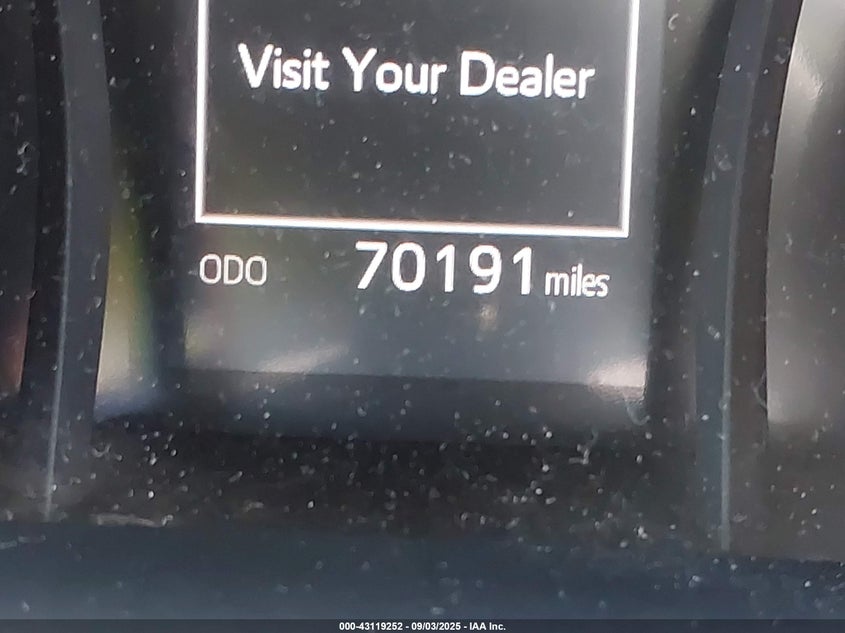 Visit Your Dealer
ODO 70191 miles
000-43119252 - 09/03/2025 - IAA Inc.